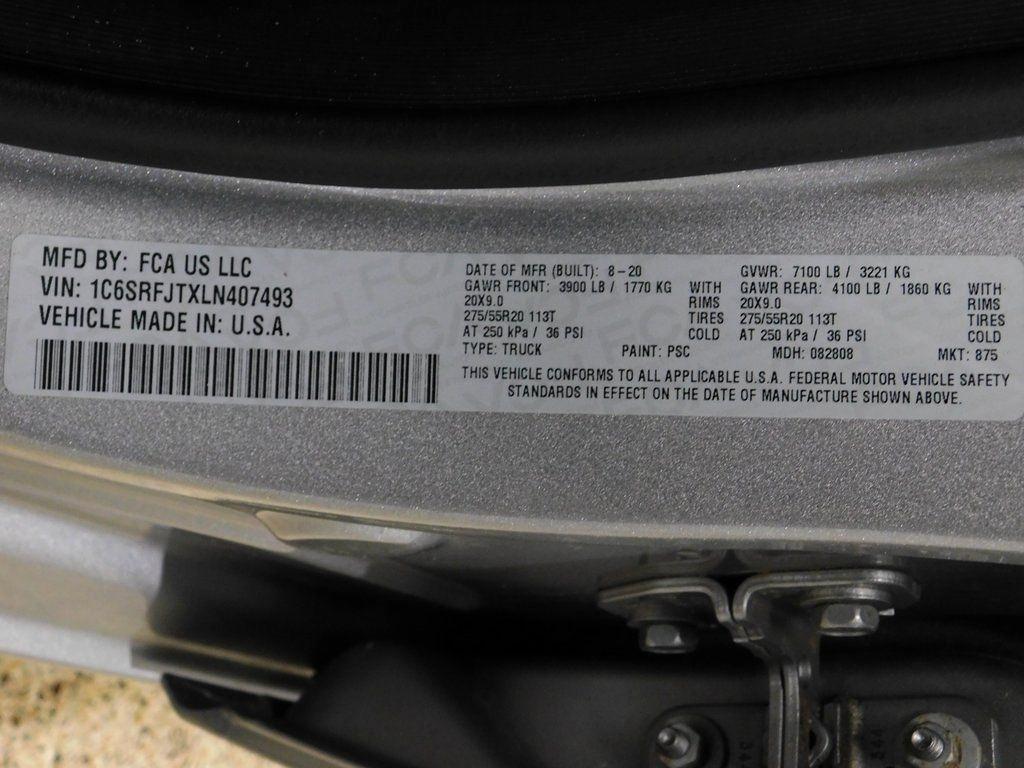 MFD BY: FCA US LLC
VIN: 1C6SRFJTXLN407493
VEHICLE MADE IN: U.S.A.
DATE OF MFR (BUILT): 8-20 GVWR: 7100 LB / 3221 KG
GAWR FRONT: 3900 LB / 1770 KG WITH GAWR REAR: 4100 LB / 1860 KG WITH
20X9.0 RIMS 20X9.0 RIMS
275/55R20 113T TIRES 275/55R20 113T TIRES
AT 250 kPa / 36 PSI COLD AT 250 kPa / 36 PSI COLD
TYPE: TRUCK PAINT: PSC MDH: 082808 MKT: 875
THIS VEHICLE CONFORMS TO ALL APPLICABLE U.S.A. FEDERAL MOTOR VEHICLE SAFETY
STANDARDS IN EFFECT ON THE DATE OF MANUFACTURE SHOWN ABOVE.